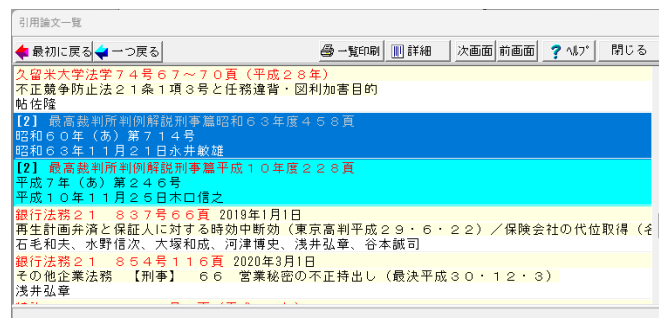 引用論文一覧
最初に戻る 一つ戻る 一覧印刷 詳細 次画面 前画面 ヘルプ 閉じる
久留米大学法学74号67~70頁(平成28年)
不正競争防止法21条1項3号と任務違背・図利加害目的
帖佐隆
[2] 最高裁判所判例解説刑事篇昭和63年度458頁
昭和60年(あ)第714号
昭和63年11月21日永井敏雄
[2] 最高裁判所判例解説刑事篇平成10年度228頁
平成7年(あ)第246号
平成10年11月25日木口信之
銀行法務21 837号66頁 2019年1月1日
再生計画弁済と保証人に対する時効中断効(東京高判平成29・6・22)/保険会社の代位取得(
石毛和夫、水野信次、大塚和成、河津博史、浅井弘章、谷本誠司
銀行法務21 854号116頁 2020年3月1日
その他企業法務 【刑事】 66 営業秘密の不正持出し(最決平成30・12・3)
浅井弘章